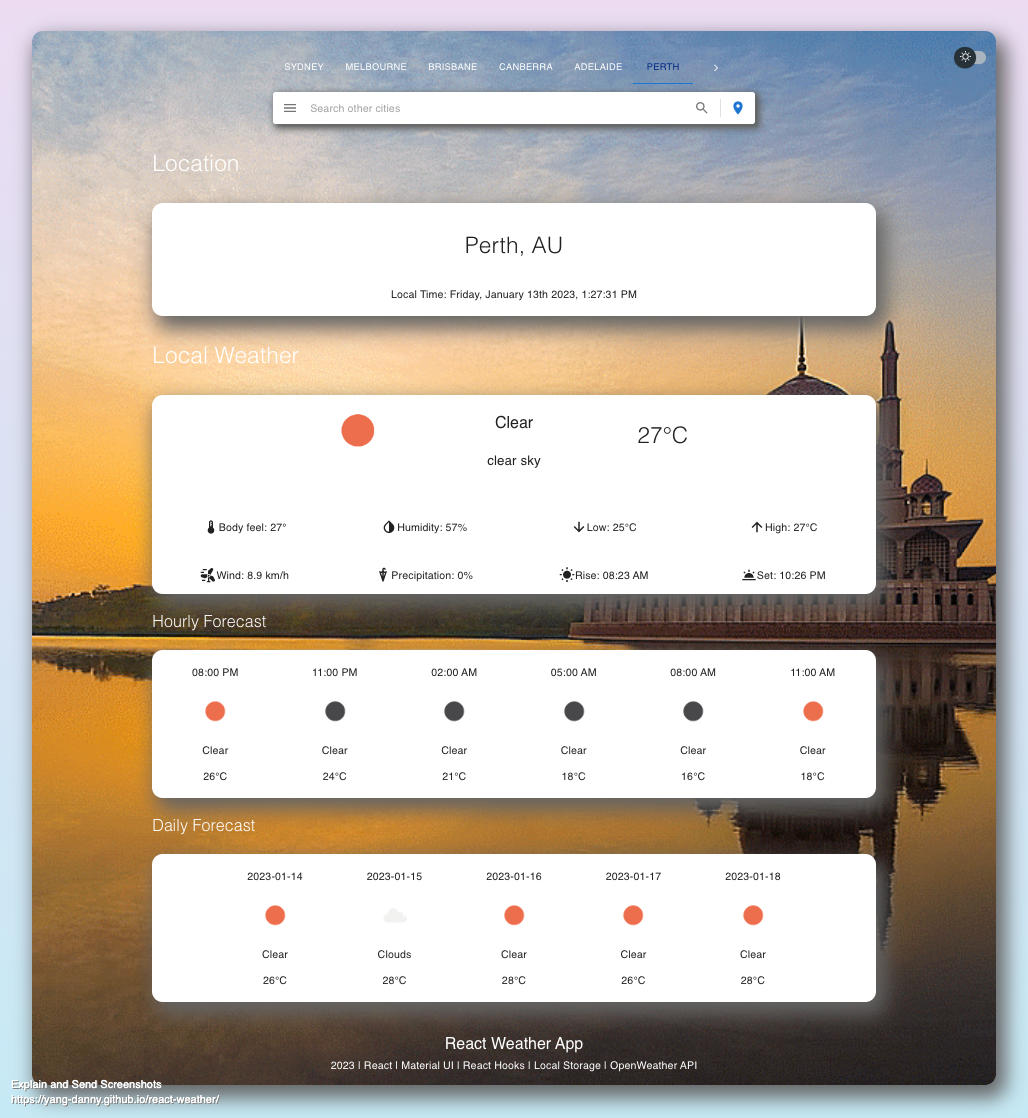 SYDNEY MELBOURNE BRISBANE CANBERRA ADELAIDE PERTH
Search other cities
Location
Perth, AU
Local Time: Friday, January 13th 2023, 1:27:31 PM
Local Weather
Clear
clear sky
27°C
Body feel: 27° Humidity: 57% Low: 25°C High: 27°C
Wind: 8.9 km/h Precipitation: 0% Rise: 08:23 AM Set: 10:26 PM
Hourly Forecast
08:00 PM 11:00 PM 02:00 AM 05:00 AM 08:00 AM 11:00 AM
Clear Clear Clear Clear Clear Clear
26°C 24°C 21°C 18°C 16°C 18°C
Daily Forecast
2023-01-14 2023-01-15 2023-01-16 2023-01-17 2023-01-18
Clear Clouds Clear Clear Clear
26°C 28°C 28°C 26°C 28°C
React Weather App
2023 | React | Material UI | React Hooks | Local Storage | OpenWeather API
Explain and Send Screenshots
https://yang-danny.github.io/react-weather/